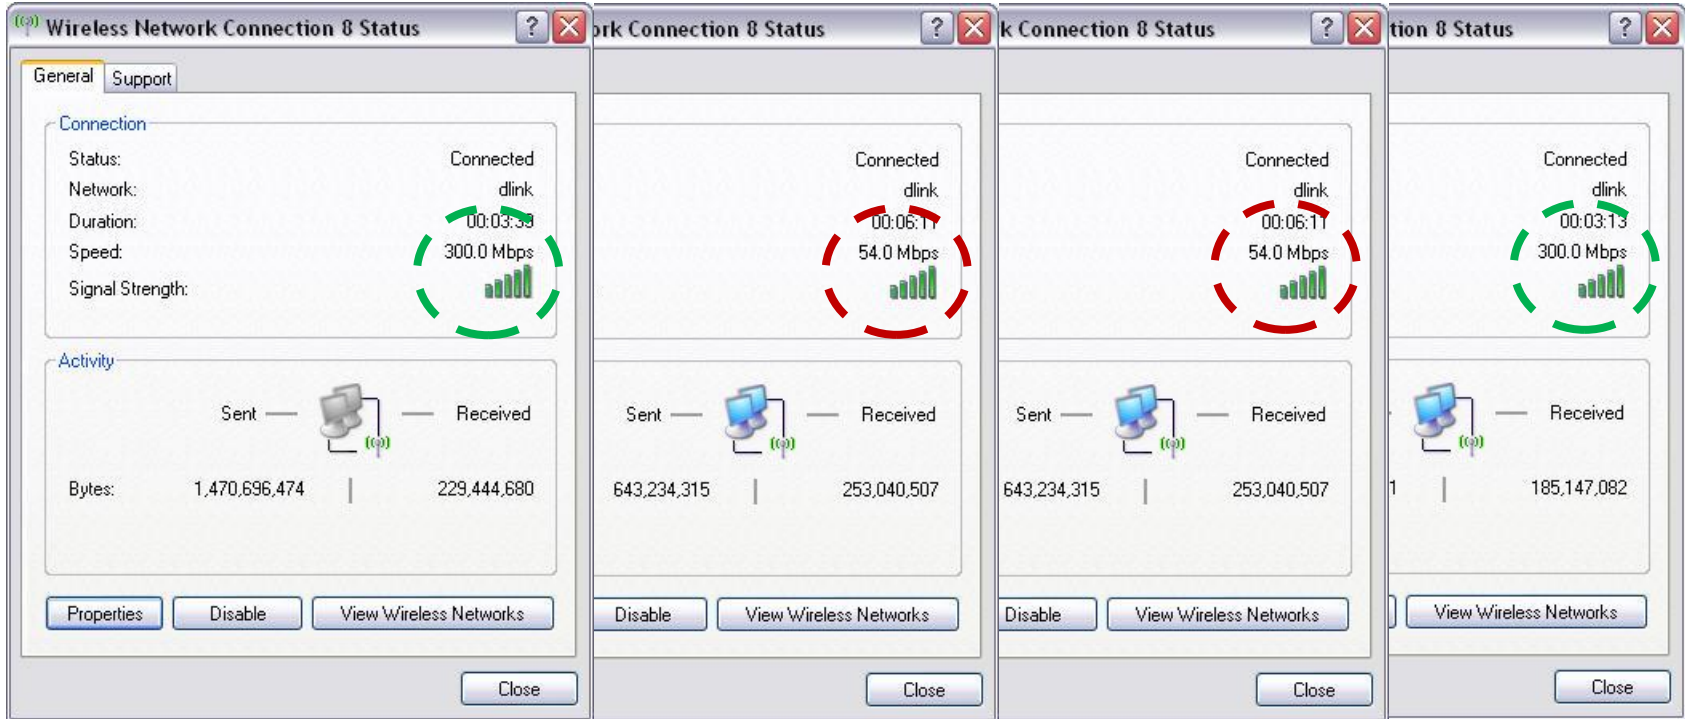 Wireless Network Connection 8 Status
General Support
Connection
Status: Connected
Network: dlink
Duration: 00:03:39
Speed: 300.0 Mbps
Signal Strength:
Activity
Sent — Received
Bytes: 1,470,696,474 | 229,444,680
Properties Disable View Wireless Networks
Close
ork Connection 8 Status
Connected
dlink
00:06:11
54.0 Mbps
Sent — Received
643,234,315 | 253,040,507
Disable View Wireless Networks
Close
k Connection 8 Status
Connected
dlink
00:06:11
54.0 Mbps
Sent — Received
643,234,315 | 253,040,507
Disable View Wireless Networks
Close
tion 8 Status
Connected
dlink
00:03:13
300.0 Mbps
— Received
1 | 185,147,082
View Wireless Networks
Close